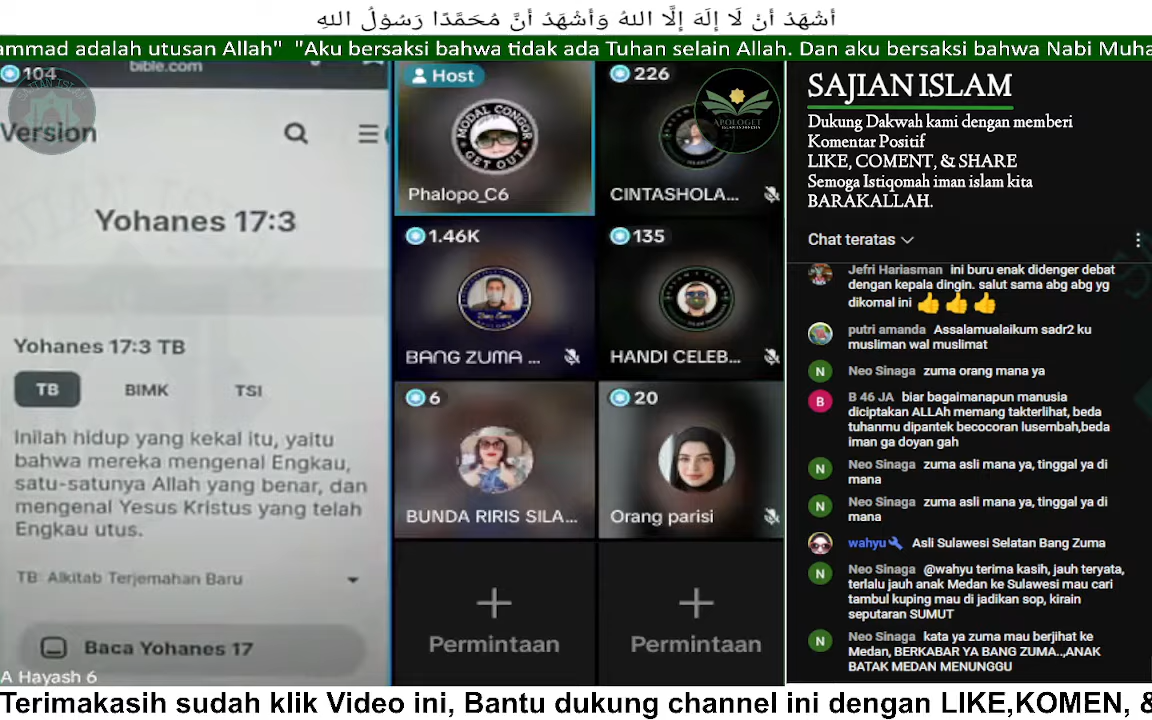 أشْهَدُ أنْ لَا إلَهَ إلَّا اللهُ وَأشْهَدُ أنَّ مُحَمَّدًا رَسُوْلُ اللهِ
ammad adalah utusan Allah" "Aku bersaksi bahwa tidak ada Tuhan selain Allah. Dan aku bersaksi bahwa Nabi Muha
104
bible.com
Version
Yohanes 17:3
Yohanes 17:3 TB
TB BIMK TSI
Inilah hidup yang kekal itu, yaitu
bahwa mereka mengenal Engkau,
satu-satunya Allah yang benar, dan
mengenal Yesus Kristus yang telah
Engkau utus.
TB: Alkitab Terjemahan Baru
Baca Yohanes 17
A Hayash 6
Host
MODAL CONGOR
GET OUT
Phalopo_C6
226
APOLOGET
CINTASHOLA...
1.46K
BANG ZUMA ...
135
HANDI CELEB...
6
BUNDA RIRIS SILA...
20
Orang parisi
Permintaan
Permintaan
SAJIAN ISLAM
Dukung Dakwah kami dengan memberi
Komentar Positif
LIKE, COMENT, & SHARE
Semoga Istiqomah iman islam kita
BARAKALLAH.
Chat teratas
Jefri Hariasman ini buru enak didenger debat
dengan kepala dingin. salut sama abg abg yg
dikomal ini 👍 👍 👍
putri amanda Assalamualaikum sadr2 ku
musliman wal muslimat
N Neo Sinaga zuma orang mana ya
B B 46 JA biar bagaimanapun manusia
diciptakan ALLAh memang takterlihat, beda
tuhanmu dipantek becocoran lusembah,beda
iman ga doyan gah
N Neo Sinaga zuma asli mana ya, tinggal ya di
mana
N Neo Sinaga zuma asli mana ya, tinggal ya di
mana
wahyu Asli Sulawesi Selatan Bang Zuma
N Neo Sinaga @wahyu terima kasih, jauh teryata,
terlalu jauh anak Medan ke Sulawesi mau cari
tambul kuping mau di jadikan sop, kirain
seputaran SUMUT
N Neo Sinaga kata ya zuma mau berjihat ke
Medan, BERKABAR YA BANG ZUMA..,ANAK
BATAK MEDAN MENUNGGU
Terimakasih sudah klik Video ini, Bantu dukung channel ini dengan LIKE,KOMEN, &